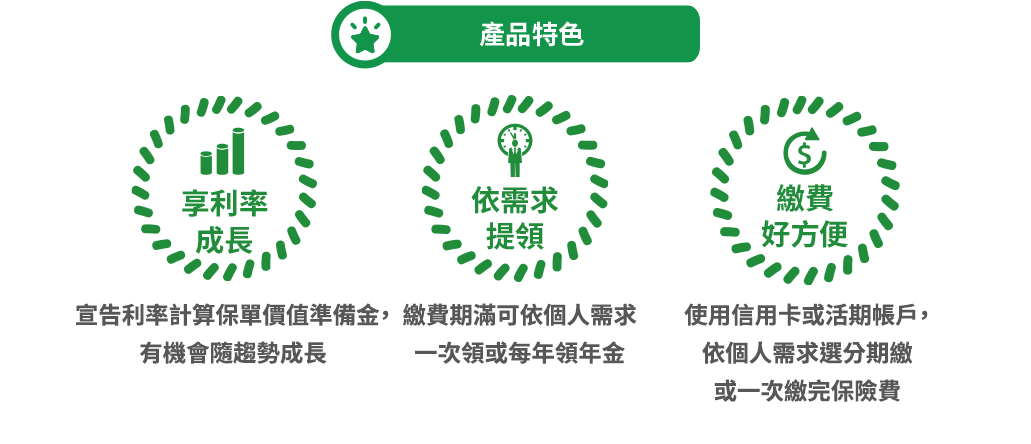 產品特色
享利率
成長
宣告利率計算保單價值準備金，
有機會隨趨勢成長
依需求
提領
繳費期滿可依個人需求
一次領或每年領年金
$
繳費
好方便
使用信用卡或活期帳戶，
依個人需求選分期繳
或一次繳完保險費